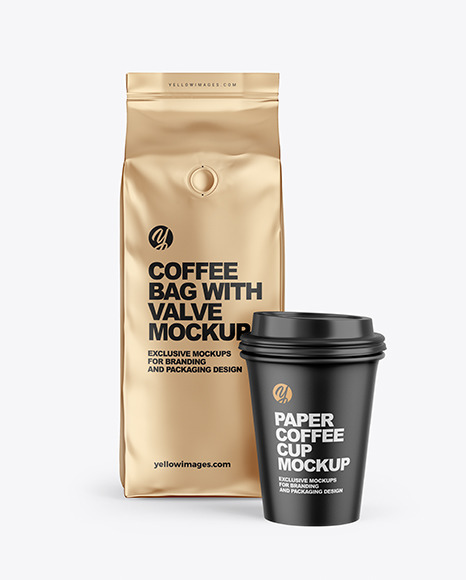 YELLOWIMAGES.COM
COFFEE
BAG WITH
VALVE
MOCKUP
EXCLUSIVE MOCKUPS
FOR BRANDING
AND PACKAGING DESIGN
yellowimages.com
Y
PAPER
COFFEE
CUP
MOCKUP
EXCLUSIVE MOCKUPS
FOR BRANDING
AND PACKAGING DESIGN